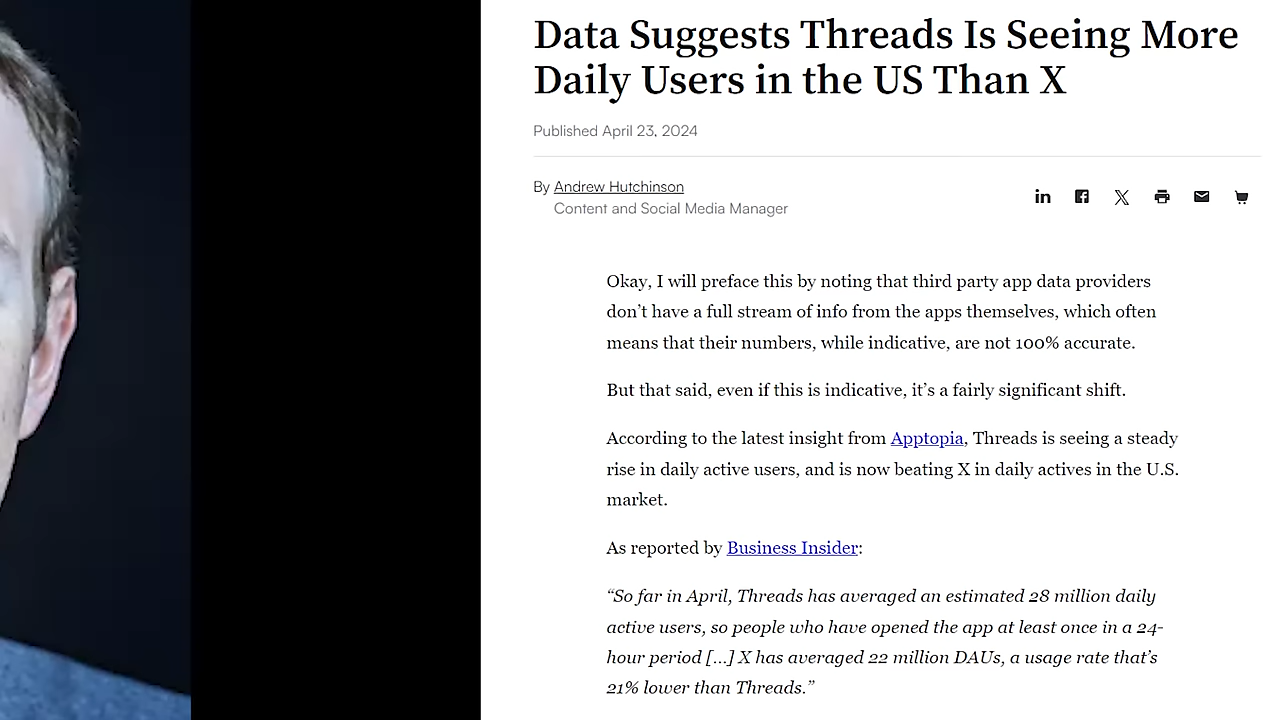 Data Suggests Threads Is Seeing More
Daily Users in the US Than X
Published April 23, 2024
By Andrew Hutchinson
Content and Social Media Manager
Okay, I will preface this by noting that third party app data providers
don’t have a full stream of info from the apps themselves, which often
means that their numbers, while indicative, are not 100% accurate.
But that said, even if this is indicative, it’s a fairly significant shift.
According to the latest insight from Apptopia, Threads is seeing a steady
rise in daily active users, and is now beating X in daily actives in the U.S.
market.
As reported by Business Insider:
“So far in April, Threads has averaged an estimated 28 million daily
active users, so people who have opened the app at least once in a 24-
hour period [...] X has averaged 22 million DAUs, a usage rate that’s
21% lower than Threads.”